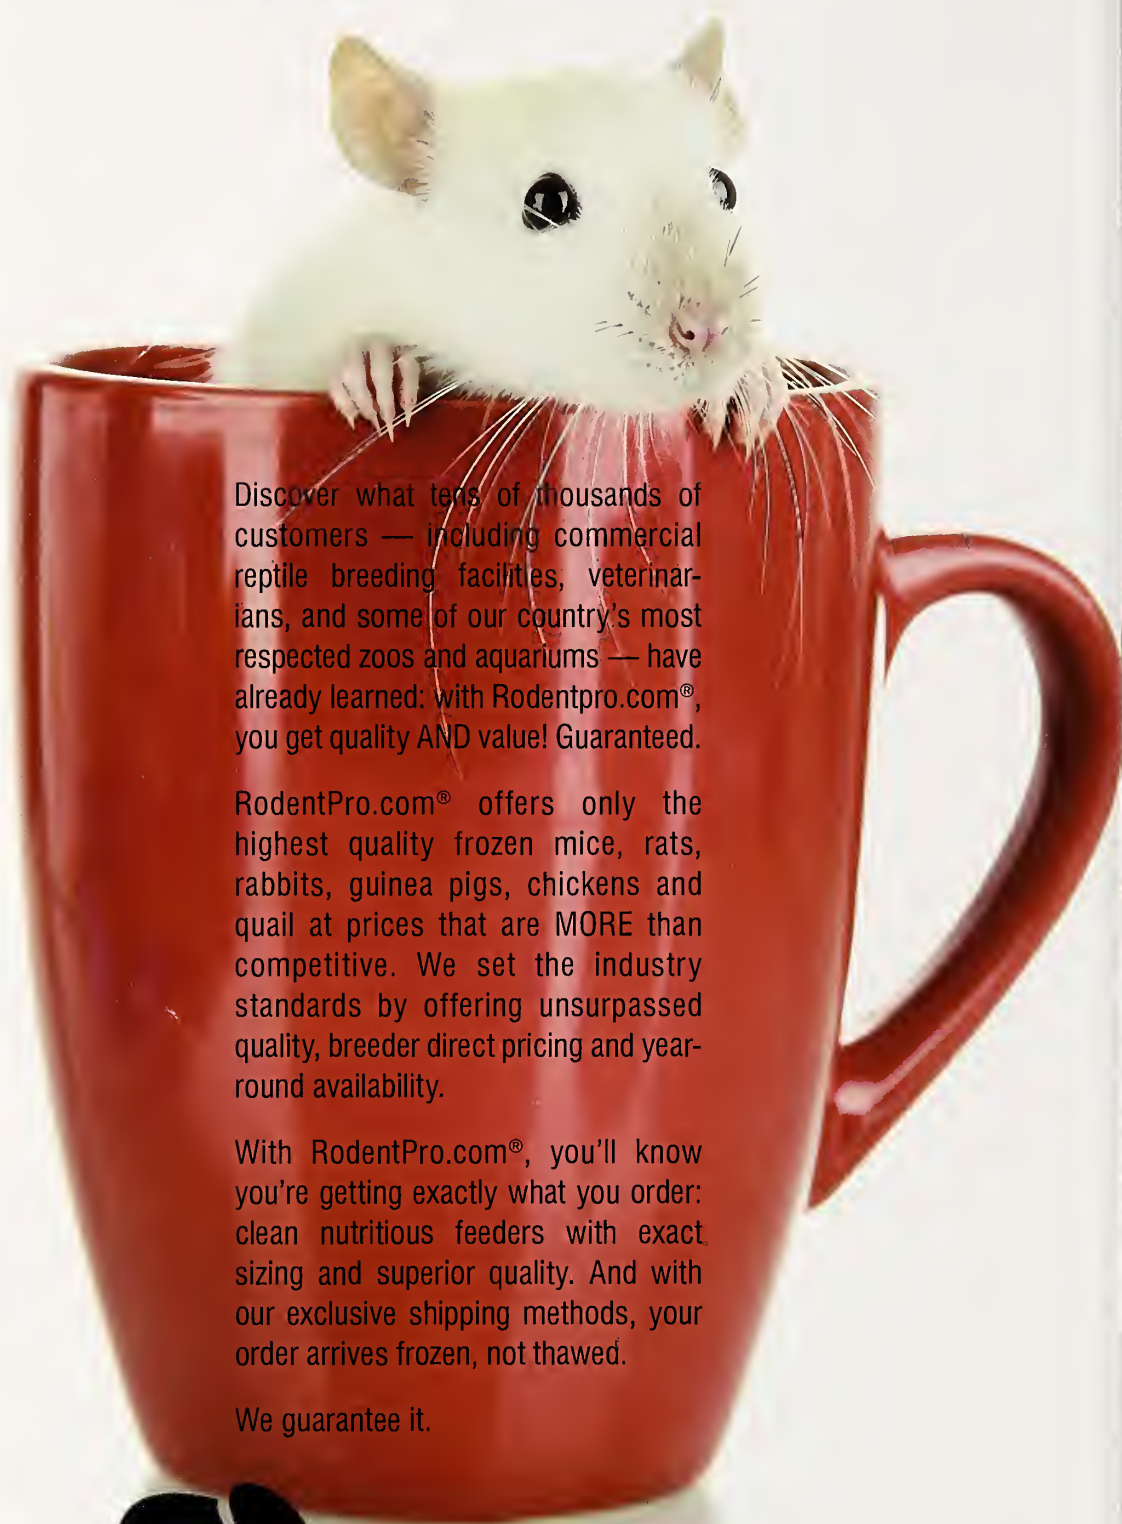 Discover what tens of thousands of
customers — including commercial
reptile breeding facilities, veterinar-
ians, and some of our country's most
respected zoos and aquariums — have
already learned: with Rodentpro.com®,
you get quality AND value! Guaranteed.
RodentPro.com® offers only the
highest quality frozen mice, rats,
rabbits, guinea pigs, chickens and
quail at prices that are MORE than
competitive. We set the industry
standards by offering unsurpassed
quality, breeder direct pricing and year-
round availability.
With RodentPro.com®, you'll know
you're getting exactly what you order:
clean nutritious feeders with exact
sizing and superior quality. And with
our exclusive shipping methods, your
order arrives frozen, not thawed.
We guarantee it.